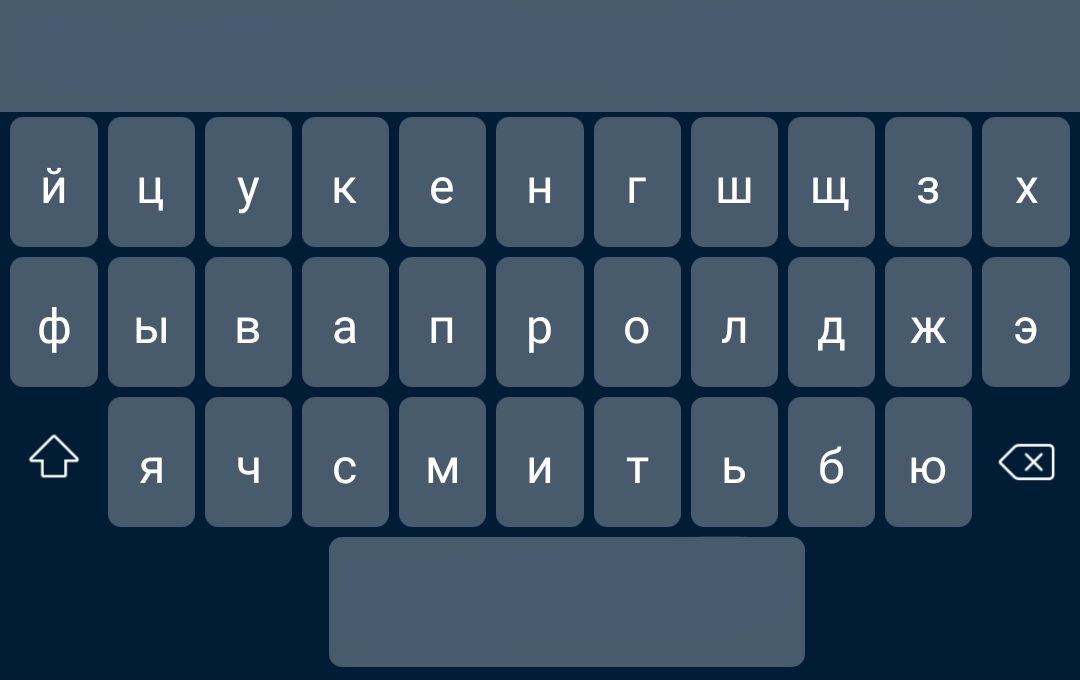 й ц у к е н г ш щ з х
ф ы в а п р о л д ж э
я ч с м и т ь б ю